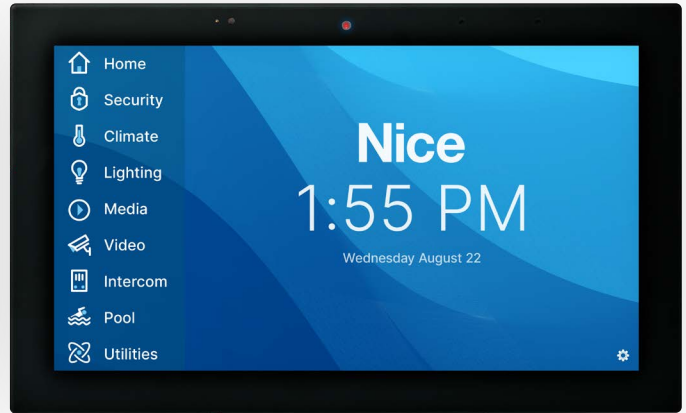 Home
Security
Climate
Lighting
Media
Video
Intercom
Pool
Utilities
Nice
1:55 PM
Wednesday August 22